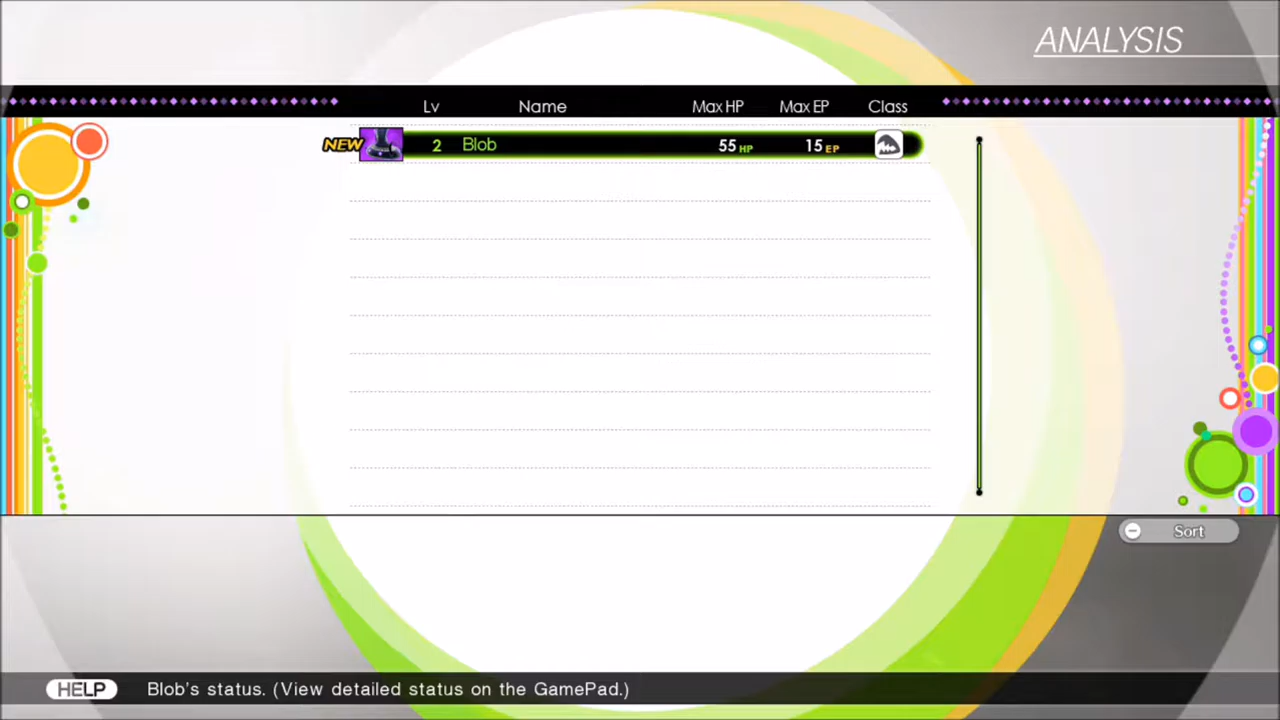 ANALYSIS
Lv Name Max HP Max EP Class
NEW 2 Blob 55 HP 15 EP
Sort
HELP Blob's status. (View detailed status on the GamePad.)